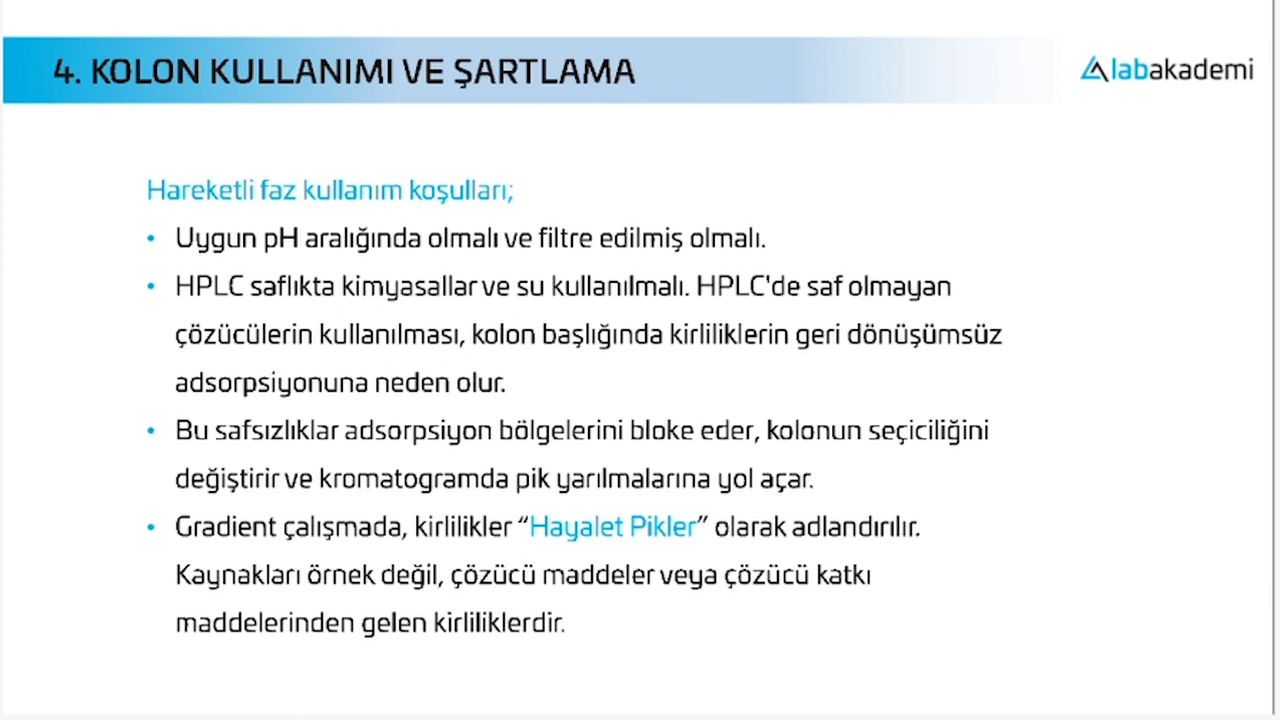 4. KOLON KULLANIMI VE ŞARTLAMA
labakademi
Hareketli faz kullanım koşulları;
• Uygun pH aralığında olmalı ve filtre edilmiş olmalı.
• HPLC saflıkta kimyasallar ve su kullanılmalı. HPLC'de saf olmayan
çözücülerin kullanılması, kolon başlığında kirliliklerin geri dönüşümsüz
adsorpsiyonuna neden olur.
• Bu safsızlıklar adsorpsiyon bölgelerini bloke eder, kolonun seçiciliğini
değiştirir ve kromatogramda pik yarılmalarına yol açar.
• Gradient çalışmada, kirlilikler “Hayalet Pikler” olarak adlandırılır.
Kaynakları örnek değil, çözücü maddeler veya çözücü katkı
maddelerinden gelen kirliliklerdir.